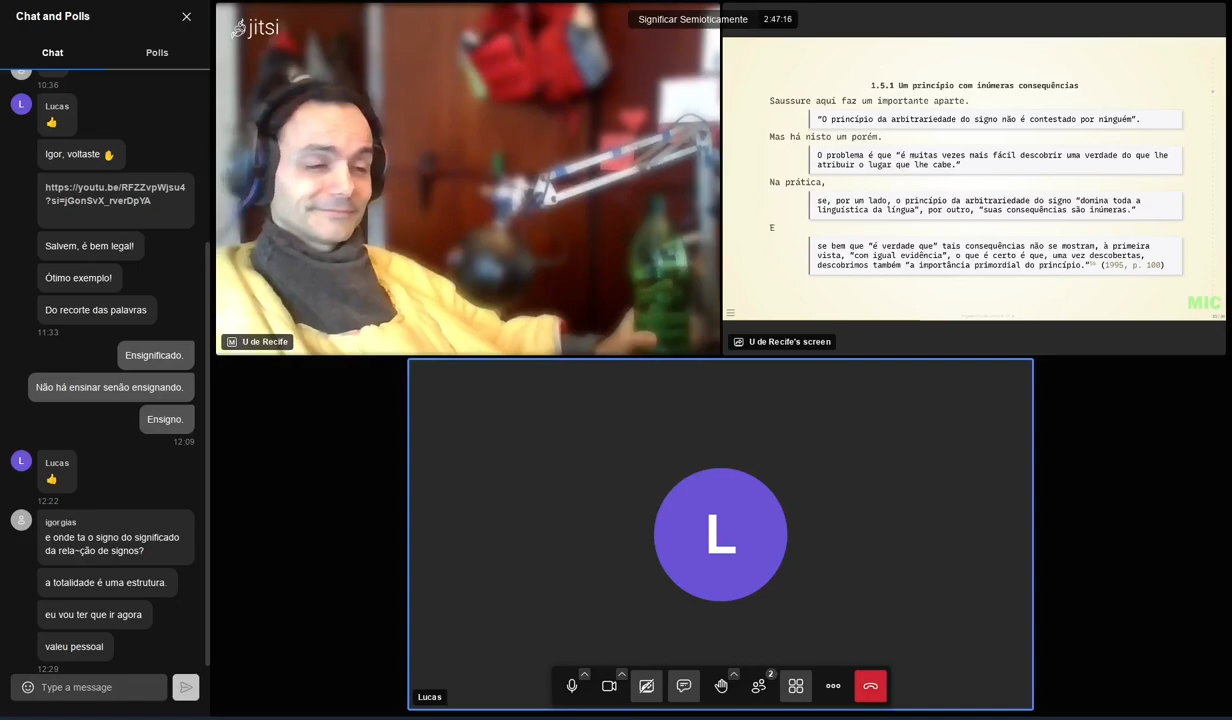 Chat and Polls
Chat
Polls
10:36
L
Lucas
👍
Igor, voltaste ✋
https://youtu.be/RFZZvpWjsu4
?si=jGonSvX_rverDpYA
Salvem, é bem legal!
Ótimo exemplo!
Do recorte das palavras
11:33
Ensignificado.
Não há ensinar senão ensignando.
Ensigno.
12:09
L
Lucas
👍
12:22
igorgias
e onde ta o signo do significado
da rela~ção de signos?
a totalidade é uma estrutura.
eu vou ter que ir agora
valeu pessoal
12:29
Type a message
jitsi
Significar Semioticamente
2:47:16
U de Recife
1.5.1 Um princípio com inúmeras consequências
Saussure aqui faz um importante aparte.
“O princípio da arbitrariedade do signo não é contestado por ninguém”.
Mas há nisto um porém.
O problema é que “é muitas vezes mais fácil descobrir uma verdade do que lhe
atribuir o lugar que lhe cabe.”
Na prática,
se, por um lado, o princípio da arbitrariedade do signo “domina toda a
linguística da língua”, por outro, “suas consequências são inúmeras.”
E
se bem que “é verdade que” tais consequências não se mostram, à primeira
vista, “com igual evidência”, o que é certo é que, uma vez descobertas,
descobrimos também “a importância primordial do princípio.” (1995, p. 100)
MIC
U de Recife's screen
L
Lucas
2